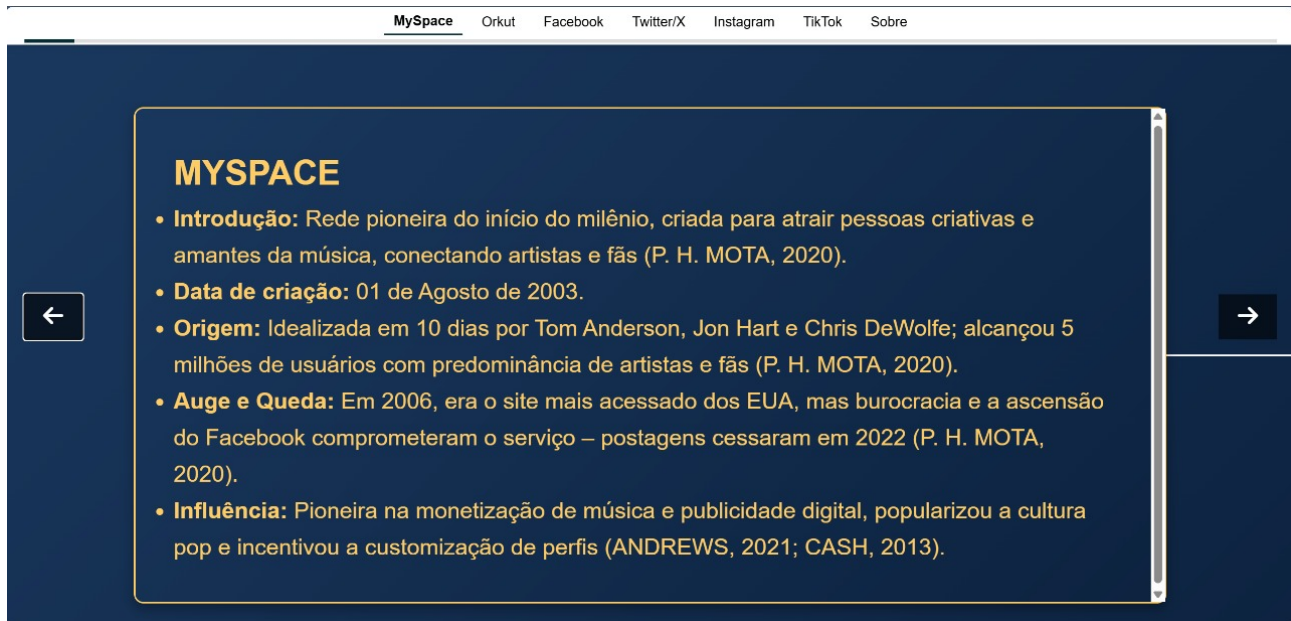 MySpace Orkut Facebook Twitter/X Instagram TikTok Sobre
MYSPACE
• Introdução: Rede pioneira do início do milênio, criada para atrair pessoas criativas e
amantes da música, conectando artistas e fãs (P. H. MOTA, 2020).
• Data de criação: 01 de Agosto de 2003.
• Origem: Idealizada em 10 dias por Tom Anderson, Jon Hart e Chris DeWolfe; alcançou 5
milhões de usuários com predominância de artistas e fãs (P. H. MOTA, 2020).
• Auge e Queda: Em 2006, era o site mais acessado dos EUA, mas burocracia e a ascensão
do Facebook comprometeram o serviço – postagens cessaram em 2022 (P. H. MOTA,
2020).
• Influência: Pioneira na monetização de música e publicidade digital, popularizou a cultura
pop e incentivou a customização de perfis (ANDREWS, 2021; CASH, 2013).